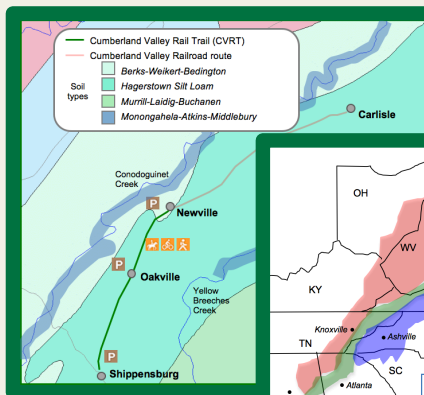 Cumberland Valley Rail Trail (CVRT)
Cumberland Valley Railroad route
Soil
types
Berks-Weikert-Bedington
Hagerstown Silt Loam
Murrill-Laidig-Buchanen
Monongahela-Atkins-Middlebury
Carlisle
Conodoguinet
Creek
P
Newville
P
Oakville
Yellow
Breeches
Creek
P
Shippensburg
OH
WV
KY
Knoxville
Ashville
TN
SC
Atlanta